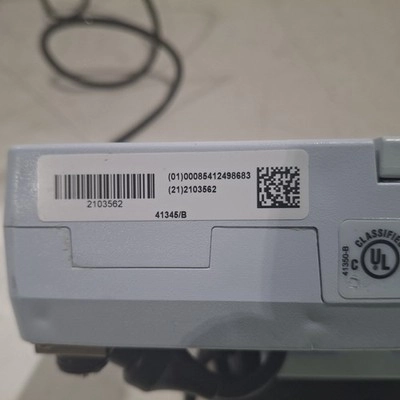 (01)00085412498683
(21)2103562
2103562
41345/B
CLASSIFIED
C UL
41350-B